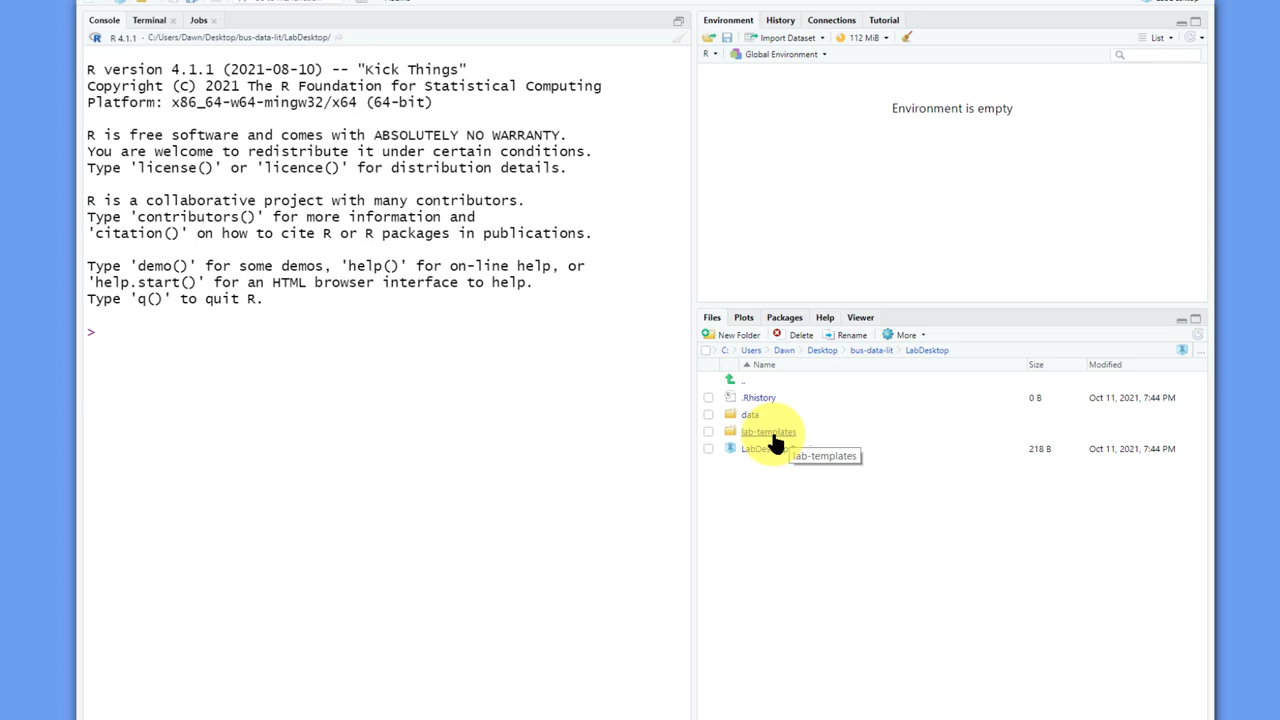 Console Terminal Jobs
R 4.1.1 · C:/Users/Dawn/Desktop/bus-data-lit/LabDesktop/
R version 4.1.1 (2021-08-10) -- "Kick Things"
Copyright (C) 2021 The R Foundation for Statistical Computing
Platform: x86_64-w64-mingw32/x64 (64-bit)
R is free software and comes with ABSOLUTELY NO WARRANTY.
You are welcome to redistribute it under certain conditions.
Type 'license()' or 'licence()' for distribution details.
R is a collaborative project with many contributors.
Type 'contributors()' for more information and
'citation()' on how to cite R or R packages in publications.
Type 'demo()' for some demos, 'help()' for on-line help, or
'help.start()' for an HTML browser interface to help.
Type 'q()' to quit R.
>
Environment History Connections Tutorial
Import Dataset 112 MiB List
R Global Environment
Environment is empty
Files Plots Packages Help Viewer
New Folder Delete Rename More
C: Users Dawn Desktop bus-data-lit LabDesktop ...
Name Size Modified
..
.Rhistory 0 B Oct 11, 2021, 7:44 PM
data
lab-templates
218 B Oct 11, 2021, 7:44 PM
lab-templates